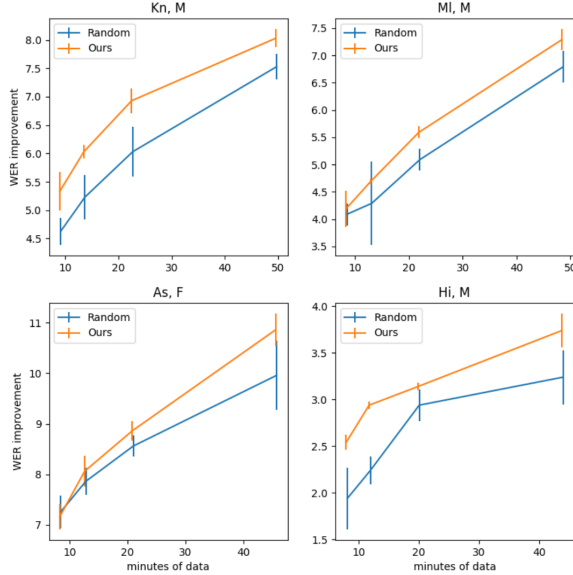 Kn, M
Random
Ours
WER improvement
8.0
7.5
7.0
6.5
6.0
5.5
5.0
4.5
10
20
30
40
50
Ml, M
Random
Ours
7.5
7.0
6.5
6.0
5.5
5.0
4.5
4.0
3.5
10
20
30
40
50
As, F
Random
Ours
WER improvement
11
10
9
8
7
10
20
30
40
minutes of data
Hi, M
Random
Ours
4.0
3.5
3.0
2.5
2.0
1.5
10
20
30
40
minutes of data